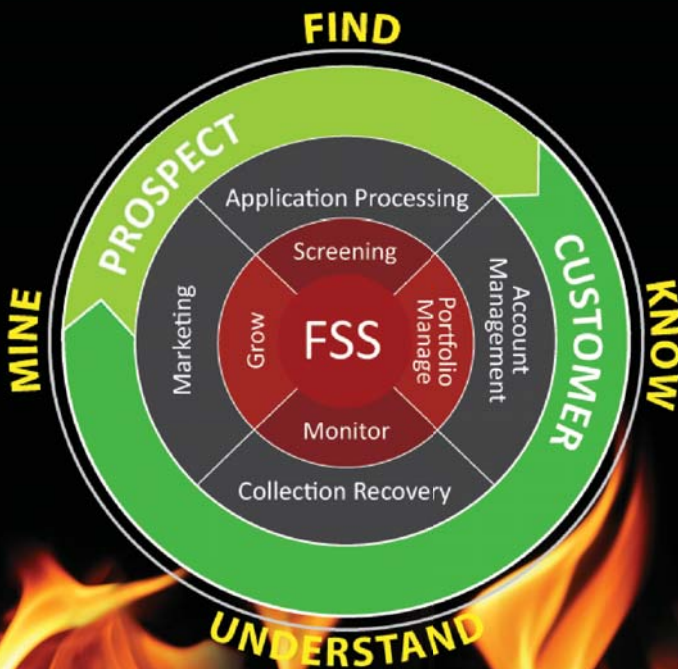 FIND
PROSPECT
Application Processing
Screening
MINE
Marketing
Grow
FSS
Portfolio
Manage
Account
Management
CUSTOMER
KNOW
Monitor
Collection Recovery
UNDERSTAND